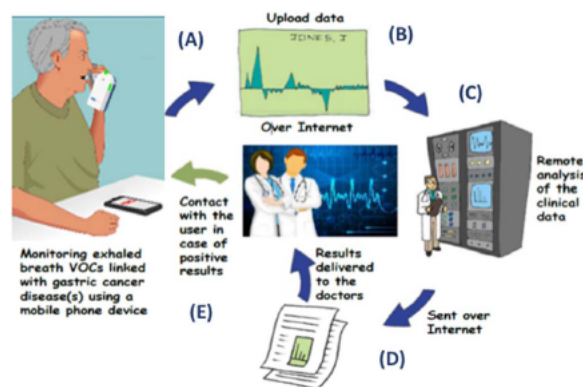 (A)
Upload data
JONES, J
(B)
Over Internet
(C)
Remote
analysis
of the
clinical
data
Contact
with the
user in
case of
positive
results
Results
delivered
to the
doctors
Monitoring exhaled
breath VOCs linked
with gastric cancer
disease(s) using a
mobile phone device
(E)
Sent over
Internet
(D)